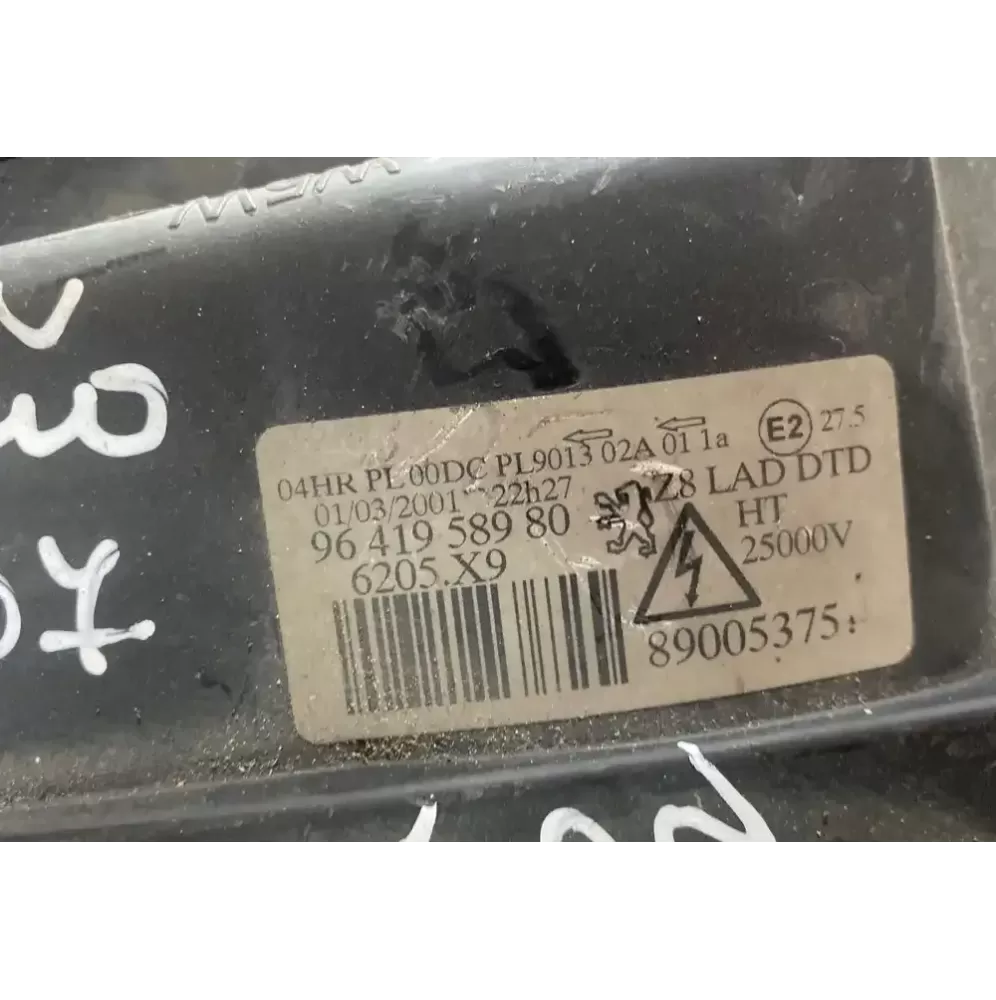 04HR PL 00DC PL9013 02A 01 1a E2 27.5
01/03/2001 22h27 Z8 LAD DTD
96 419 589 80 HT
6205.X9 25000V
89005375
07